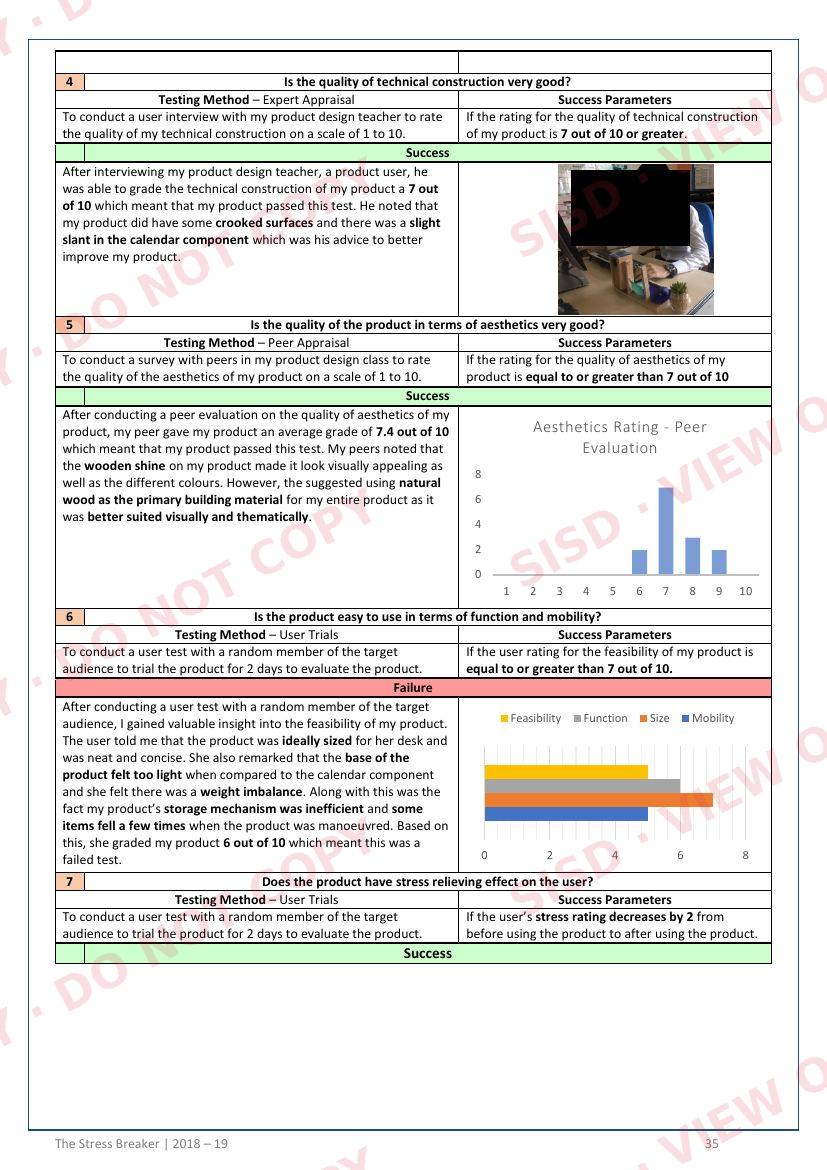 4 Is the quality of technical construction very good?
Testing Method – Expert Appraisal Success Parameters
To conduct a user interview with my product design teacher to rate
the quality of my technical construction on a scale of 1 to 10.
If the rating for the quality of technical construction
of my product is 7 out of 10 or greater.
Success
After interviewing my product design teacher, a product user, he
was able to grade the technical construction of my product a 7 out
of 10 which meant that my product passed this test. He noted that
my product did have some crooked surfaces and there was a slight
slant in the calendar component which was his advice to better
improve my product.
5 Is the quality of the product in terms of aesthetics very good?
Testing Method – Peer Appraisal Success Parameters
To conduct a survey with peers in my product design class to rate
the quality of the aesthetics of my product on a scale of 1 to 10.
If the rating for the quality of aesthetics of my
product is equal to or greater than 7 out of 10
Success
After conducting a peer evaluation on the quality of aesthetics of my
product, my peer gave my product an average grade of 7.4 out of 10
which meant that my product passed this test. My peers noted that
the wooden shine on my product made it look visually appealing as
well as the different colours. However, the suggested using natural
wood as the primary building material for my entire product as it
was better suited visually and thematically.
Aesthetics Rating - Peer
Evaluation
8
6
4
2
0
1 2 3 4 5 6 7 8 9 10
6 Is the product easy to use in terms of function and mobility?
Testing Method – User Trials Success Parameters
To conduct a user test with a random member of the target
audience to trial the product for 2 days to evaluate the product.
If the user rating for the feasibility of my product is
equal to or greater than 7 out of 10.
Failure
After conducting a user test with a random member of the target
audience, I gained valuable insight into the feasibility of my product.
The user told me that the product was ideally sized for her desk and
was neat and concise. She also remarked that the base of the
product felt too light when compared to the calendar component
and she felt there was a weight imbalance. Along with this was the
fact my product's storage mechanism was inefficient and some
items fell a few times when the product was manoeuvred. Based on
this, she graded my product 6 out of 10 which meant this was a
failed test.
Feasibility Function Size Mobility
0 2 4 6 8
7 Does the product have stress relieving effect on the user?
Testing Method – User Trials Success Parameters
To conduct a user test with a random member of the target
audience to trial the product for 2 days to evaluate the product.
If the user's stress rating decreases by 2 from
before using the product to after using the product.
Success
The Stress Breaker | 2018 – 19 35
SISD · VIEW O
Y · DO NOT COPY
SISD · VIEW O
Y · DO NOT COPY
SISD · VIEW O
Y · DO NOT COPY